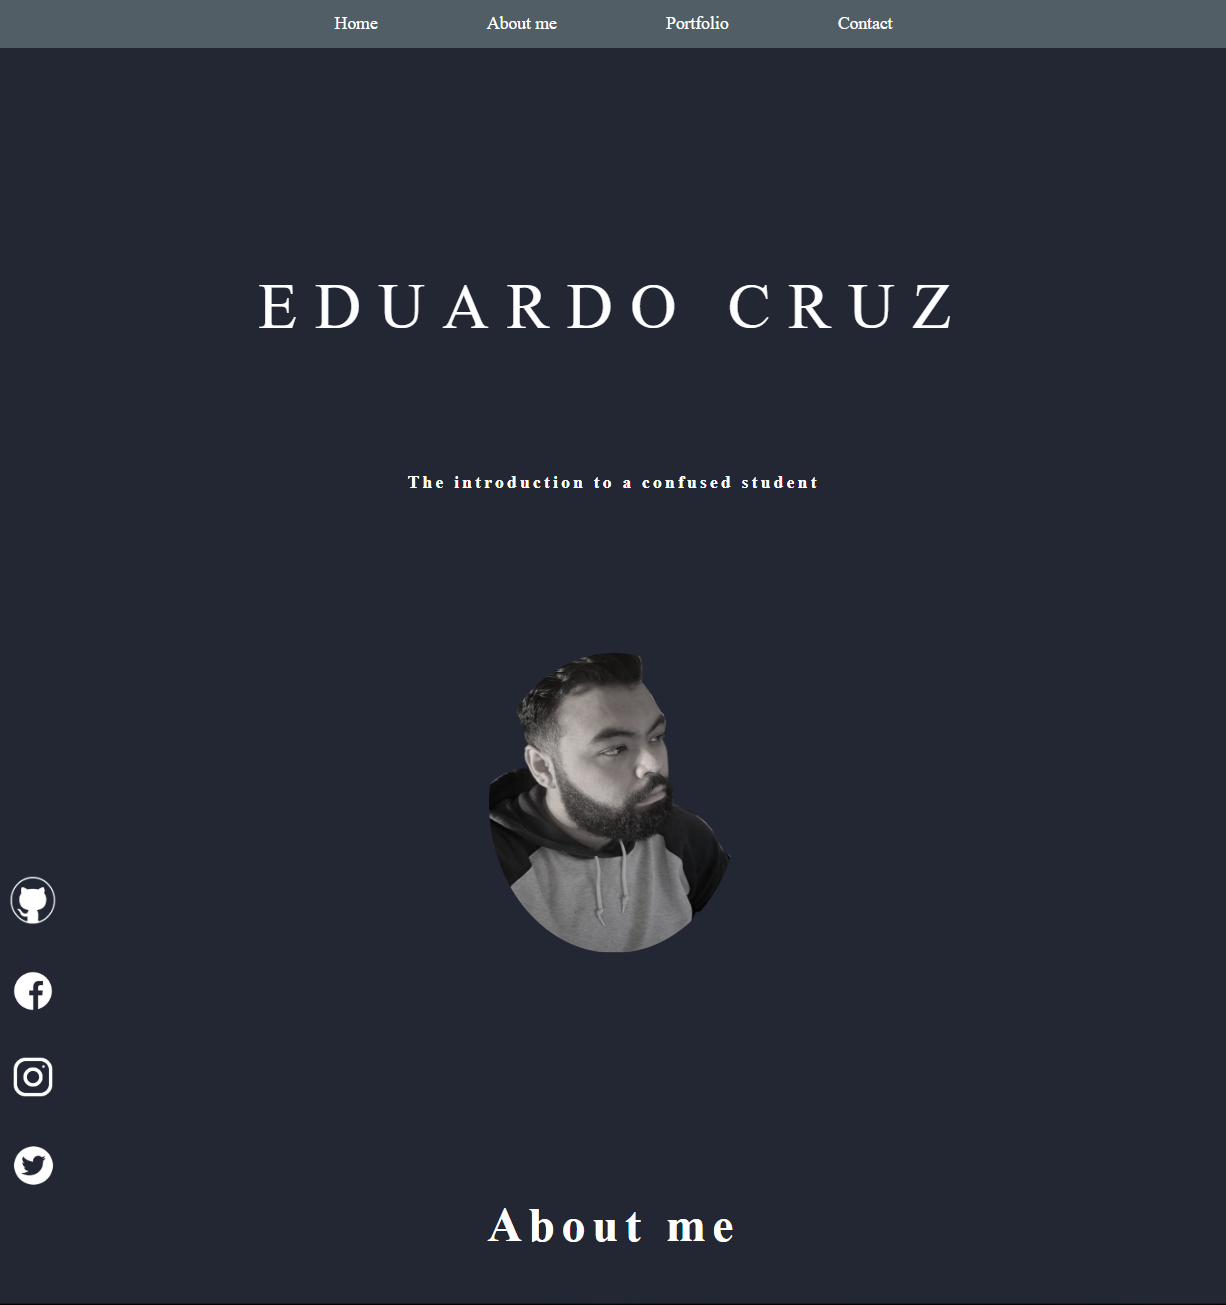 Home About me Portfolio Contact
EDUARDO CRUZ
The introduction to a confused student
About me